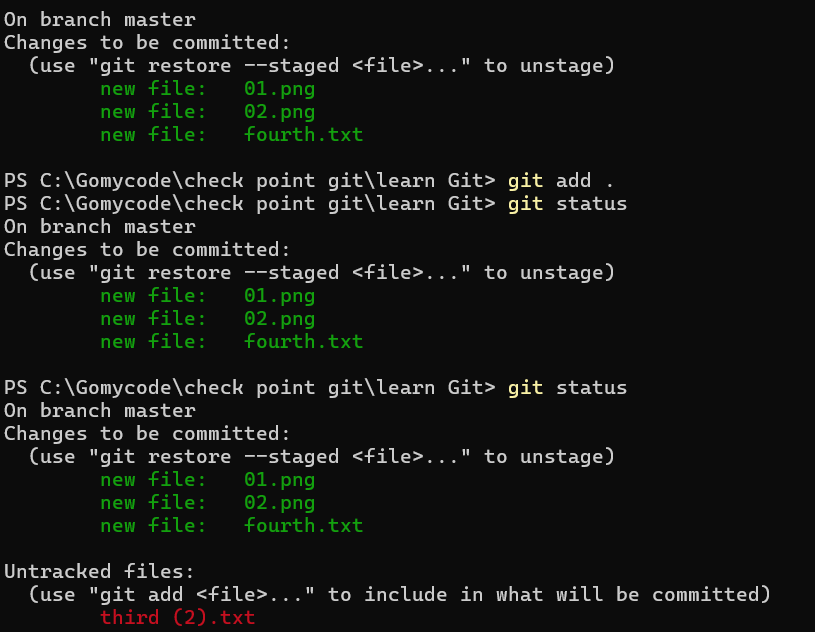 On branch master
Changes to be committed:
  (use "git restore --staged <file>..." to unstage)
        new file:   01.png
        new file:   02.png
        new file:   fourth.txt

PS C:\Gomycode\check point git\learn Git> git add .
PS C:\Gomycode\check point git\learn Git> git status
On branch master
Changes to be committed:
  (use "git restore --staged <file>..." to unstage)
        new file:   01.png
        new file:   02.png
        new file:   fourth.txt

PS C:\Gomycode\check point git\learn Git> git status
On branch master
Changes to be committed:
  (use "git restore --staged <file>..." to unstage)
        new file:   01.png
        new file:   02.png
        new file:   fourth.txt

Untracked files:
  (use "git add <file>..." to include in what will be committed)
        third (2).txt